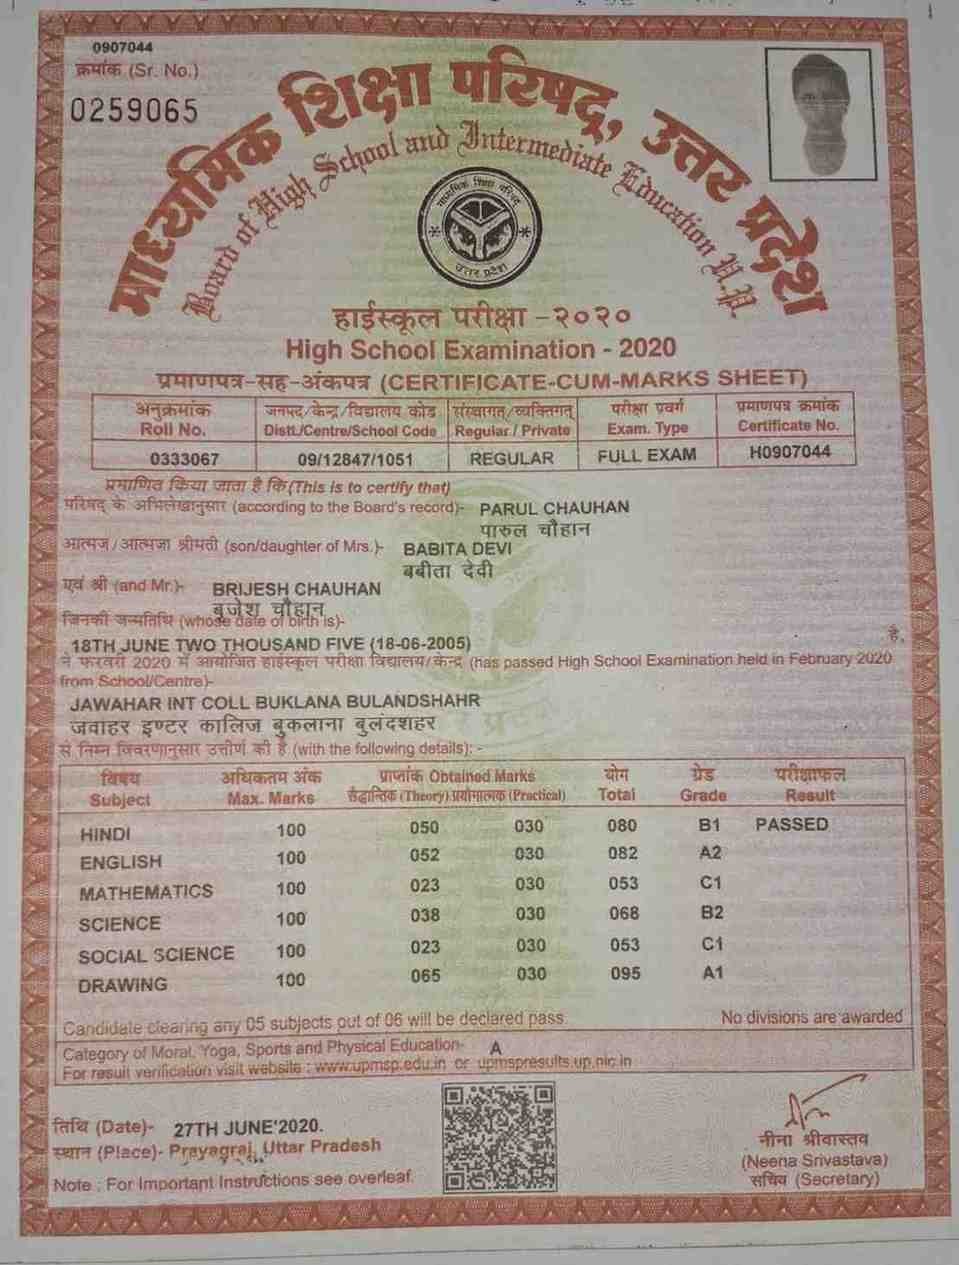 0907044
क्रमांक (Sr. No.)
0259065
माध्यमिक शिक्षा परिषद्, उत्तर प्रदेश
Board of High School and Intermediate Education U.P.
माध्यमिक शिक्षा परिषद्
उत्तर प्रदेश
हाईस्कूल परीक्षा -२०२०
High School Examination - 2020
प्रमाणपत्र-सह-अंकपत्र (CERTIFICATE-CUM-MARKS SHEET)
अनुक्रमांक जनपद/केन्द्र/विद्यालय कोड संस्थागत/व्यक्तिगत परीक्षा प्रवर्ग प्रमाणपत्र क्रमांक
Roll No. Distt./Centre/School Code Regular / Private Exam. Type Certificate No.
0333067 09/12847/1051 REGULAR FULL EXAM H0907044
प्रमाणित किया जाता है कि (This is to certify that)
परिषद् के अभिलेखानुसार (according to the Board's record)- PARUL CHAUHAN
पारुल चौहान
आत्मज/आत्मजा श्रीमती (son/daughter of Mrs.)- BABITA DEVI
बबीता देवी
एवं श्री (and Mr.)- BRIJESH CHAUHAN
बृजेश चौहान
जिनकी जन्मतिथि (whose date of birth is)-
18TH JUNE TWO THOUSAND FIVE (18-06-2005) है,
ने फरवरी 2020 में आयोजित हाईस्कूल परीक्षा विद्यालय/केन्द्र (has passed High School Examination held in February 2020
from School/Centre)-
JAWAHAR INT COLL BUKLANA BULANDSHAHR
जवाहर इण्टर कालिज बुकलाना बुलंदशहर
से निम्न विवरणानुसार उत्तीर्ण की है (with the following details): -
विषय अधिकतम अंक प्राप्तांक Obtained Marks योग ग्रेड परीक्षाफल
Subject Max. Marks सैद्धान्तिक (Theory) प्रयोगात्मक (Practical) Total Grade Result
HINDI 100 050 030 080 B1 PASSED
ENGLISH 100 052 030 082 A2
MATHEMATICS 100 023 030 053 C1
SCIENCE 100 038 030 068 B2
SOCIAL SCIENCE 100 023 030 053 C1
DRAWING 100 065 030 095 A1
Candidate clearing any 05 subjects out of 06 will be declared pass No divisions are awarded
Category of Moral, Yoga, Sports and Physical Education- A
For result verification visit website : www.upmsp.edu.in or upmspresults.up.nic.in
तिथि (Date)- 27TH JUNE'2020.
स्थान (Place)- Prayagraj, Uttar Pradesh
Note : For Important Instructions see overleaf.
नीना श्रीवास्तव
(Neena Srivastava)
सचिव (Secretary)